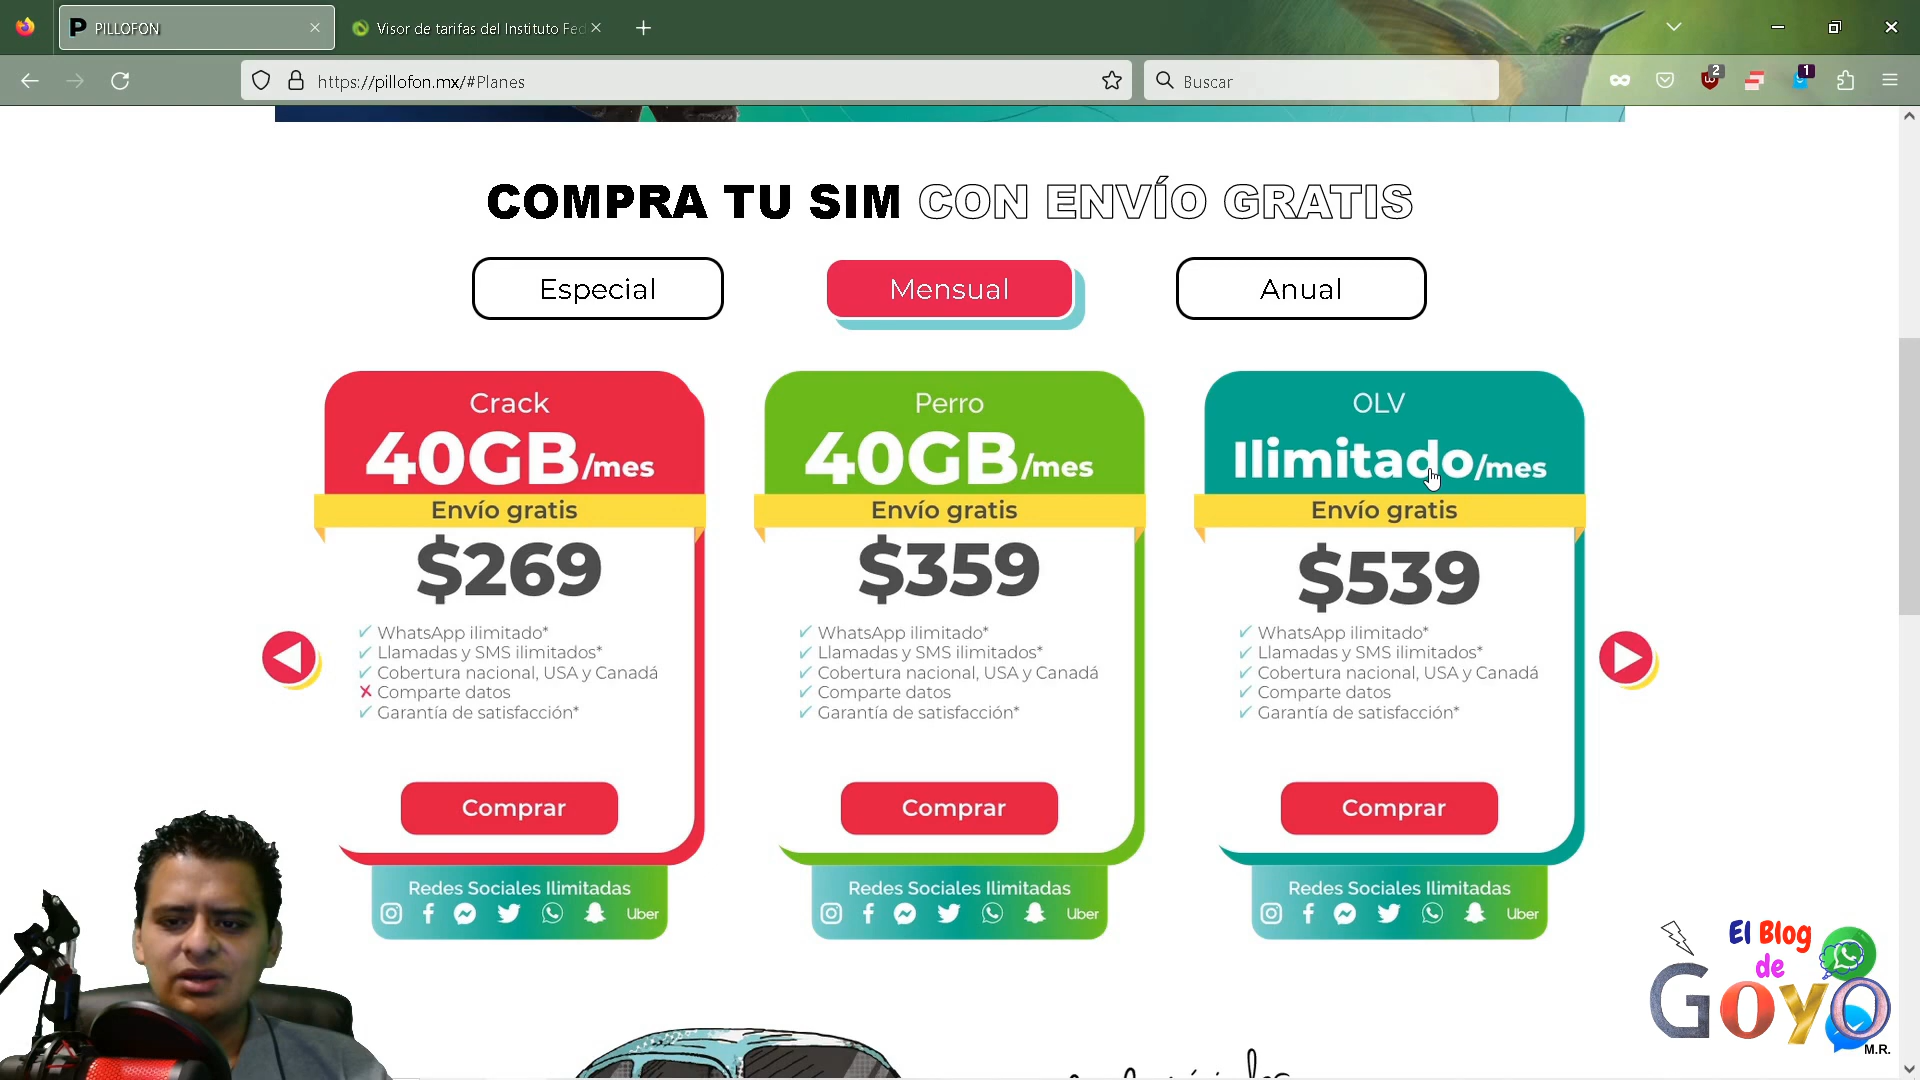 PILLOFON
Visor de tarifas del Instituto Fed
https://pillofon.mx/#Planes
Buscar
2
1
COMPRA TU SIM CON ENVÍO GRATIS
Especial
Mensual
Anual
Crack
40GB/mes
Envío gratis
$269
WhatsApp ilimitado*
Llamadas y SMS ilimitados*
Cobertura nacional, USA y Canadá
Comparte datos
Garantía de satisfacción*
Comprar
Redes Sociales Ilimitadas
Uber
Perro
40GB/mes
Envío gratis
$359
WhatsApp ilimitado*
Llamadas y SMS ilimitados*
Cobertura nacional, USA y Canadá
Comparte datos
Garantía de satisfacción*
Comprar
Redes Sociales Ilimitadas
Uber
OLV
Ilimitado/mes
Envío gratis
$539
WhatsApp ilimitado*
Llamadas y SMS ilimitados*
Cobertura nacional, USA y Canadá
Comparte datos
Garantía de satisfacción*
Comprar
Redes Sociales Ilimitadas
Uber
El Blog
de
GOYO
M.R.